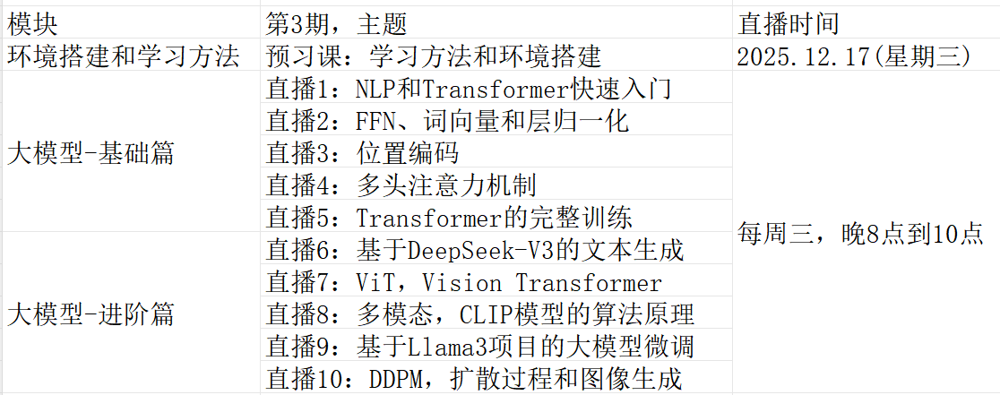 模块 第3期，主题 直播时间
环境搭建和学习方法 预习课：学习方法和环境搭建 2025.12.17(星期三)
大模型-基础篇
直播1：NLP和Transformer快速入门
直播2：FFN、词向量和层归一化
直播3：位置编码
直播4：多头注意力机制
直播5：Transformer的完整训练
大模型-进阶篇
直播6：基于DeepSeek-V3的文本生成
直播7：ViT，Vision Transformer
直播8：多模态，CLIP模型的算法原理
直播9：基于Llama3项目的大模型微调
直播10：DDPM，扩散过程和图像生成
每周三，晚8点到10点